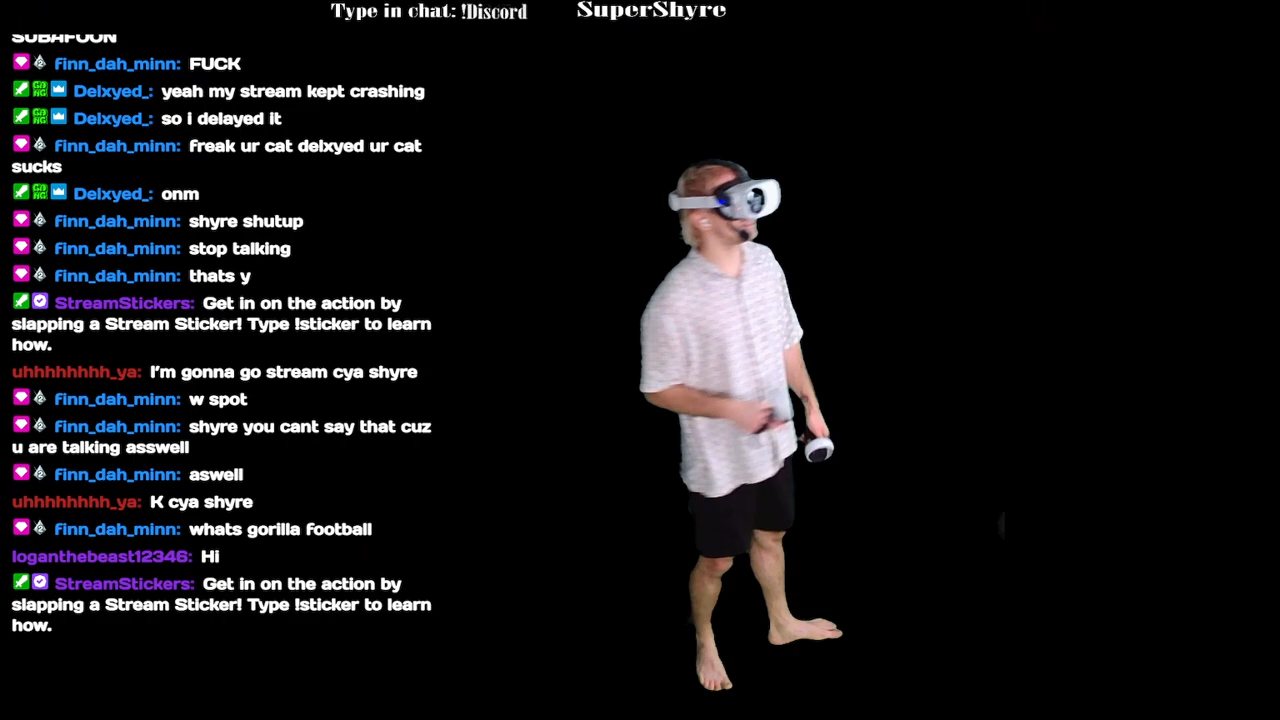 Type in chat: !Discord
SuperShyre
SUBAFOON
finn_dah_minn: FUCK
Delxyed_: yeah my stream kept crashing
Delxyed_: so i delayed it
finn_dah_minn: freak ur cat delxyed ur cat
sucks
Delxyed_: onm
finn_dah_minn: shyre shutup
finn_dah_minn: stop talking
finn_dah_minn: thats y
StreamStickers: Get in on the action by
slapping a Stream Sticker! Type !sticker to learn
how.
uhhhhhhhh_ya: I'm gonna go stream cya shyre
finn_dah_minn: w spot
finn_dah_minn: shyre you cant say that cuz
u are talking asswell
finn_dah_minn: aswell
uhhhhhhhh_ya: K cya shyre
finn_dah_minn: whats gorilla football
loganthebeast12346: Hi
StreamStickers: Get in on the action by
slapping a Stream Sticker! Type !sticker to learn
how.